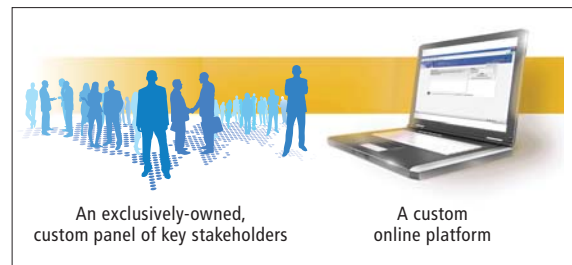 An exclusively-owned,
custom panel of key stakeholders
A custom
online platform